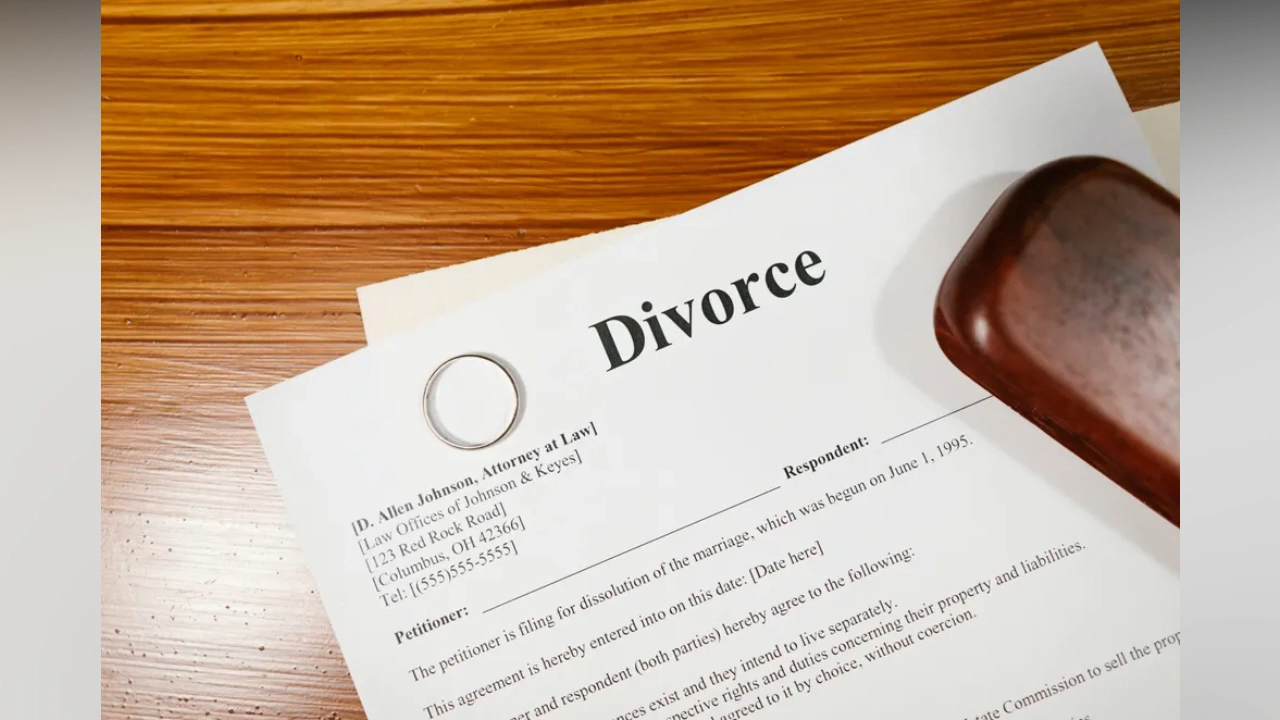 Divorce
[D. Allen Johnson, Attorney at Law]
[Law Offices of Johnson & Keyes]
[123 Red Rock Road]
[Columbus, OH 42366]
Tel: [(555)555-5555]
Petitioner: Respondent:
The petitioner is filing for dissolution of the marriage, which was begun on June 1, 1995.
This agreement is hereby entered into on this date: [Date here]
and respondent (both parties) hereby agree to the following:
exist and they intend to live separately.
rights and duties concerning their property and liabilities.
agreed to it by choice, without coercion.
Commission to sell the